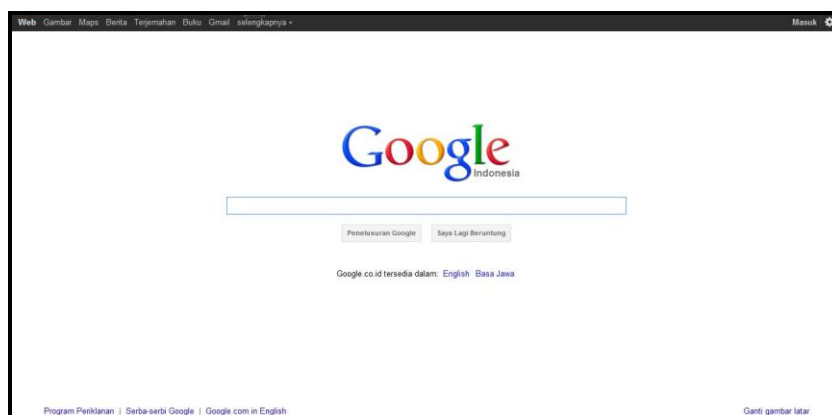 Web Gambar Maps Berita Terjemahan Buku Gmail selengkapnya Masuk
Google
Indonesia
Penelusuran Google Saya Lagi Beruntung
Google.co.id tersedia dalam: English Basa Jawa
Program Periklanan | Serba-serbi Google | Google.com in English Ganti gambar latar